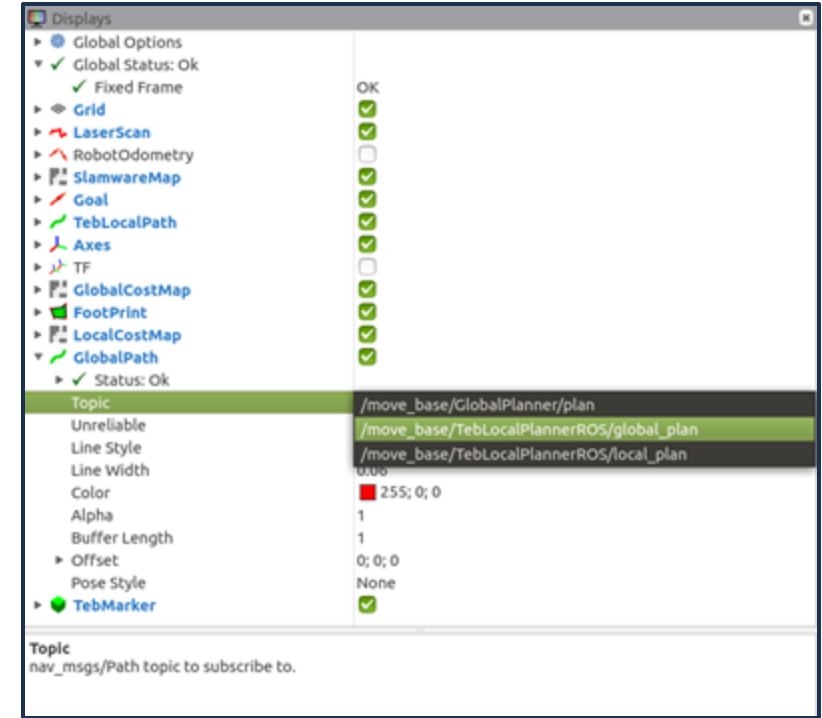 Displays
Global Options
Global Status: Ok
Fixed Frame OK
Grid
LaserScan
RobotOdometry
SlamwareMap
Goal
TebLocalPath
Axes
TF
GlobalCostMap
FootPrint
LocalCostMap
GlobalPath
Status: Ok
Topic /move_base/GlobalPlanner/plan
Unreliable /move_base/TebLocalPlannerROS/global_plan
Line Style /move_base/TebLocalPlannerROS/local_plan
Line Width 0.06
Color 255; 0; 0
Alpha 1
Buffer Length 1
Offset 0; 0; 0
Pose Style None
TebMarker
Topic
nav_msgs/Path topic to subscribe to.